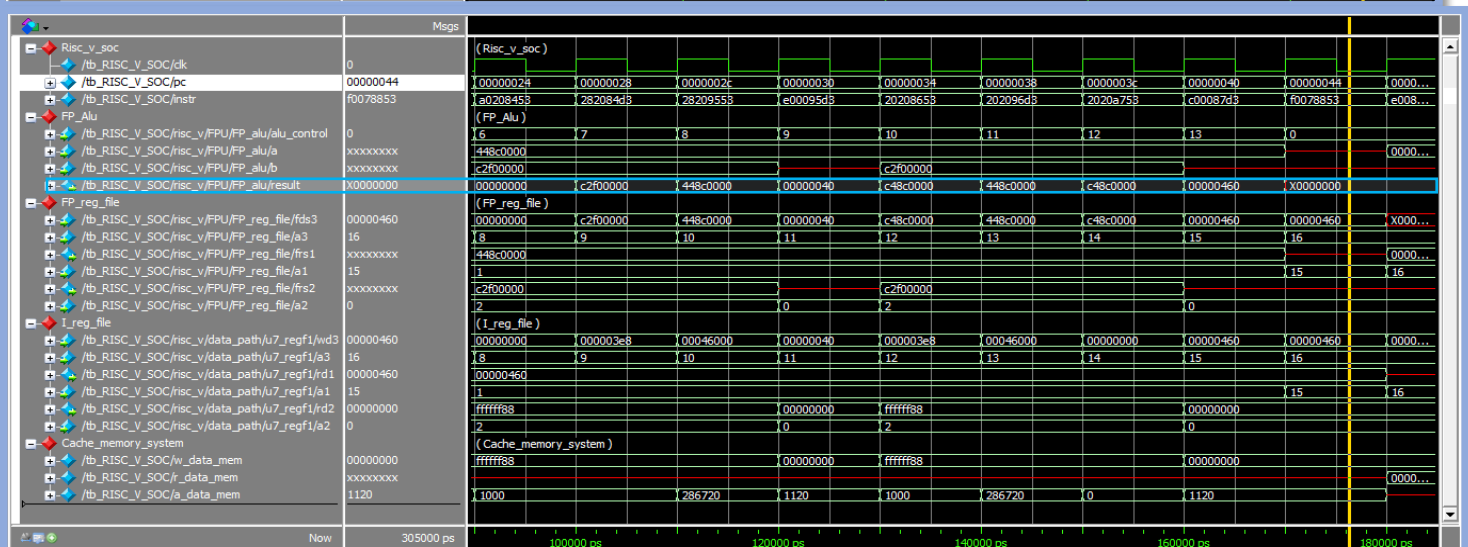 Msgs
Risc_v_soc (Risc_v_soc)
/tb_RISC_V_SOC/clk 0
/tb_RISC_V_SOC/pc 00000044 00000024 00000028 0000002c 00000030 00000034 00000038 0000003c 00000040 00000044 0000...
/tb_RISC_V_SOC/instr f0078853 a0208453 282084d3 28209553 e00095d3 20208653 202096d3 2020a753 c00087d3 f0078853 e008...
FP_Alu (FP_Alu)
/tb_RISC_V_SOC/risc_v/FPU/FP_alu/alu_control 0 6 7 8 9 10 11 12 13 0
/tb_RISC_V_SOC/risc_v/FPU/FP_alu/a xxxxxxxx 448c0000 0000...
/tb_RISC_V_SOC/risc_v/FPU/FP_alu/b xxxxxxxx c2f00000 c2f00000
/tb_RISC_V_SOC/risc_v/FPU/FP_alu/result X0000000 00000000 c2f00000 448c0000 00000040 c48c0000 448c0000 c48c0000 00000460 X0000000
FP_reg_file (FP_reg_file)
/tb_RISC_V_SOC/risc_v/FPU/FP_reg_file/fds3 00000460 00000000 c2f00000 448c0000 00000040 c48c0000 448c0000 c48c0000 00000460 00000460 X000...
/tb_RISC_V_SOC/risc_v/FPU/FP_reg_file/a3 16 8 9 10 11 12 13 14 15 16
/tb_RISC_V_SOC/risc_v/FPU/FP_reg_file/frs1 xxxxxxxx 448c0000 0000...
/tb_RISC_V_SOC/risc_v/FPU/FP_reg_file/a1 15 1 15 16
/tb_RISC_V_SOC/risc_v/FPU/FP_reg_file/frs2 xxxxxxxx c2f00000 c2f00000
/tb_RISC_V_SOC/risc_v/FPU/FP_reg_file/a2 0 2 0 2 0
I_reg_file (I_reg_file)
/tb_RISC_V_SOC/risc_v/data_path/u7_regf1/wd3 00000460 00000000 000003e8 00046000 00000040 000003e8 00046000 00000000 00000460 00000460 0000...
/tb_RISC_V_SOC/risc_v/data_path/u7_regf1/a3 16 8 9 10 11 12 13 14 15 16
/tb_RISC_V_SOC/risc_v/data_path/u7_regf1/rd1 00000460 00000460
/tb_RISC_V_SOC/risc_v/data_path/u7_regf1/a1 15 1 15 16
/tb_RISC_V_SOC/risc_v/data_path/u7_regf1/rd2 00000000 ffffff88 00000000 ffffff88 00000000
/tb_RISC_V_SOC/risc_v/data_path/u7_regf1/a2 0 2 0 2 0
Cache_memory_system (Cache_memory_system)
/tb_RISC_V_SOC/w_data_mem 00000000 ffffff88 00000000 ffffff88 00000000
/tb_RISC_V_SOC/r_data_mem xxxxxxxx 0000...
/tb_RISC_V_SOC/a_data_mem 1120 1000 286720 1120 1000 286720 0 1120
Now 305000 ps 100000 ps 120000 ps 140000 ps 160000 ps 180000 ps